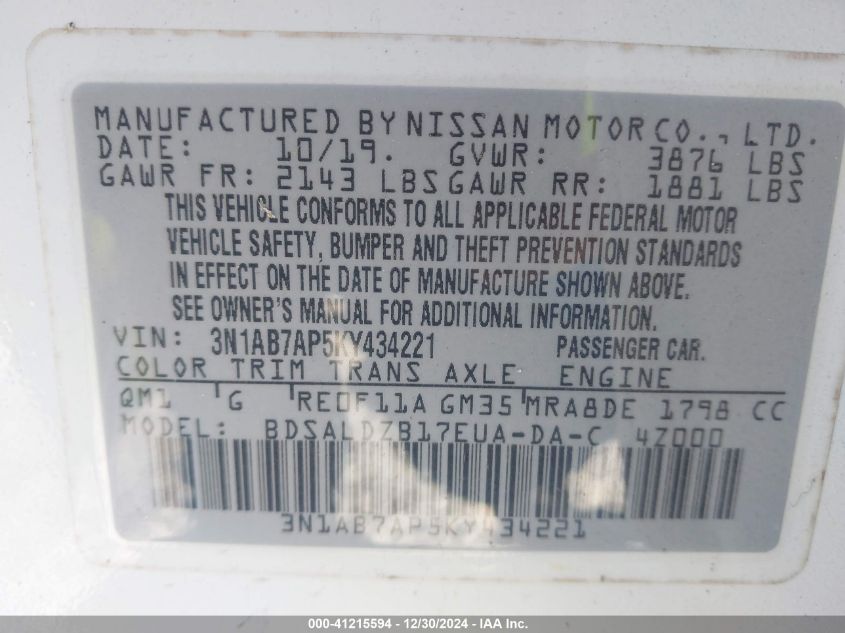 MANUFACTURED BY NISSAN MOTOR CO., LTD.
DATE: 10/19. GVWR: 3876 LBS
GAWR FR: 2143 LBS GAWR RR: 1881 LBS
THIS VEHICLE CONFORMS TO ALL APPLICABLE FEDERAL MOTOR
VEHICLE SAFETY, BUMPER AND THEFT PREVENTION STANDARDS
IN EFFECT ON THE DATE OF MANUFACTURE SHOWN ABOVE.
SEE OWNER'S MANUAL FOR ADDITIONAL INFORMATION.
VIN: 3N1AB7AP5KY434221 PASSENGER CAR.
COLOR TRIM TRANS AXLE ENGINE
QM1 G RE0F11A GM35 MRA8DE 1798 CC
MODEL: BDSALDZB17EUA-DA-C 4Z000
3N1AB7AP5KY434221
000-41215594 - 12/30/2024 - IAA Inc.